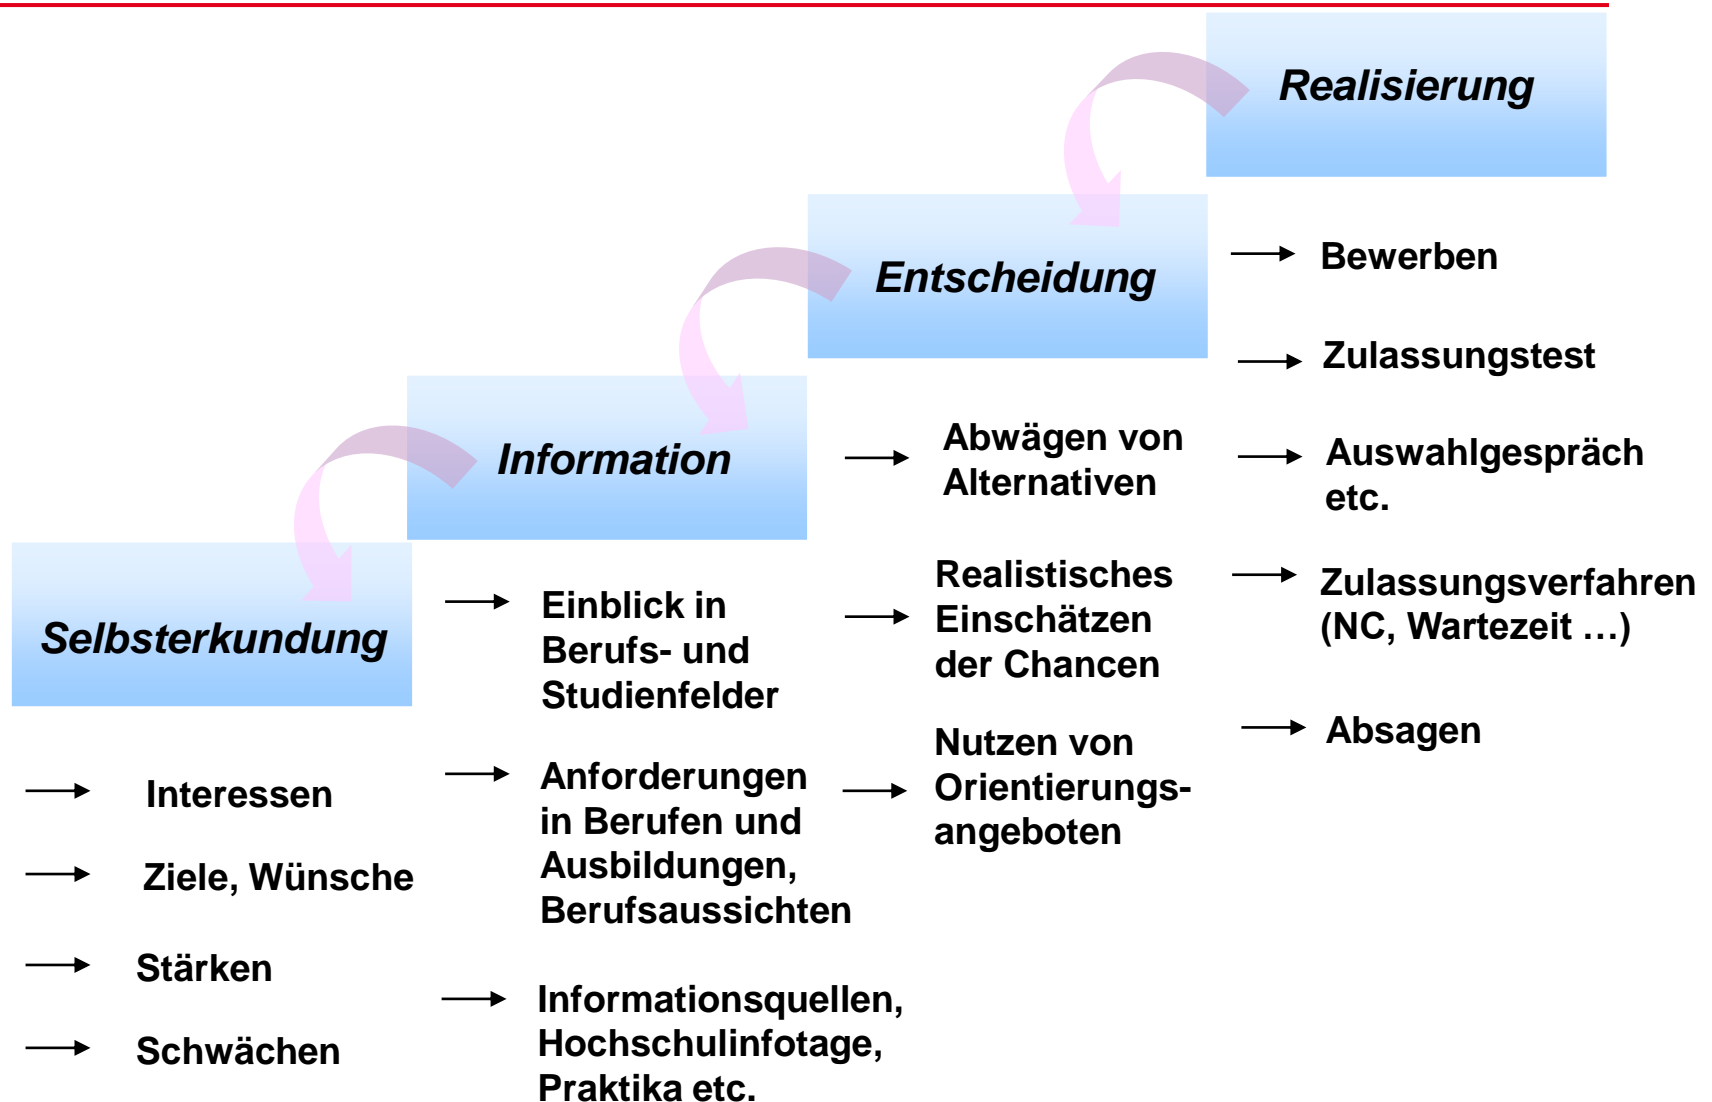 Selbsterkundung
Interessen
Ziele, Wünsche
Stärken
Schwächen
Information
Einblick in
Berufs- und
Studienfelder
Anforderungen
in Berufen und
Ausbildungen,
Berufsaussichten
Informationsquellen,
Hochschulinfotage,
Praktika etc.
Entscheidung
Abwägen von
Alternativen
Realistisches
Einschätzen
der Chancen
Nutzen von
Orientierungs-
angeboten
Realisierung
Bewerben
Zulassungstest
Auswahlgespräch
etc.
Zulassungsverfahren
(NC, Wartezeit …)
Absagen